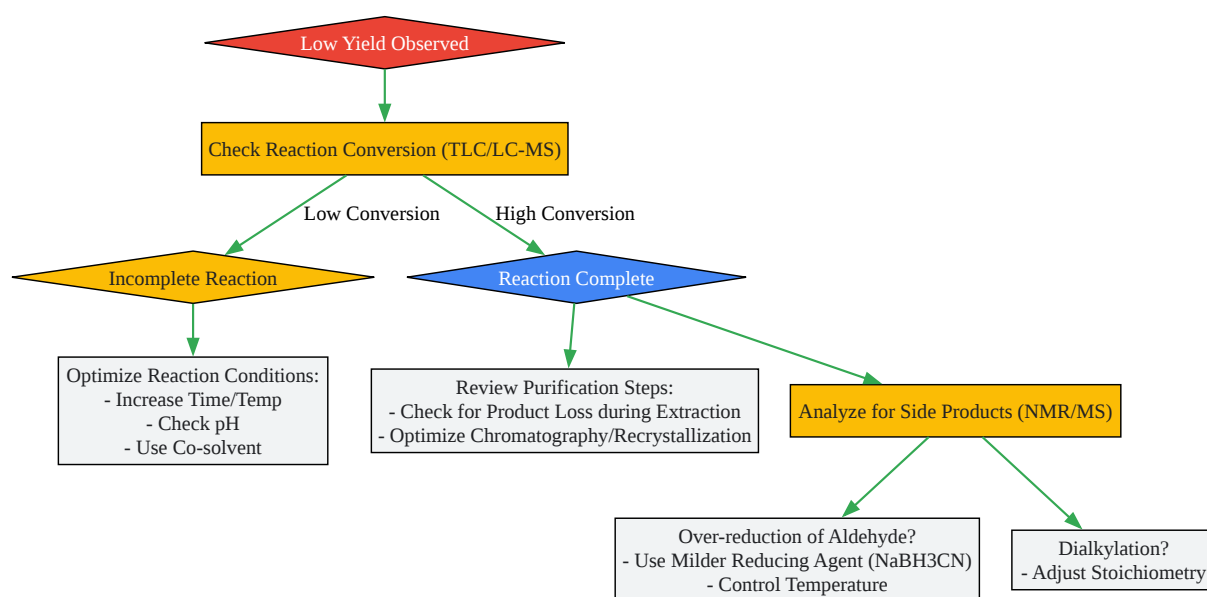 Low Yield Observed
Check Reaction Conversion (TLC/LC-MS)
Low Conversion
High Conversion
Incomplete Reaction
Reaction Complete
Optimize Reaction Conditions:
- Increase Time/Temp
- Check pH
- Use Co-solvent
Review Purification Steps:
- Check for Product Loss during Extraction
- Optimize Chromatography/Recrystallization
Analyze for Side Products (NMR/MS)
Over-reduction of Aldehyde?
- Use Milder Reducing Agent (NaBH3CN)
- Control Temperature
Dialkylation?
- Adjust Stoichiometry